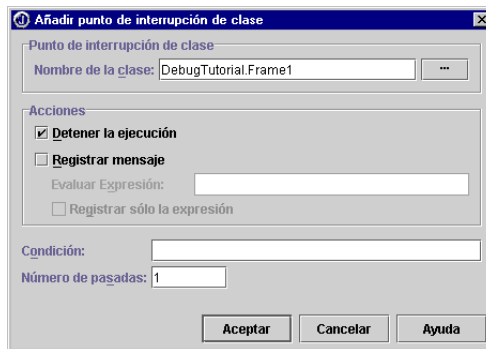 Añadir punto de interrupción de clase
Punto de interrupción de clase
Nombre de la clase: DebugTutorial.Frame1 ...
Acciones
Detener la ejecución
Registrar mensaje
Evaluar Expresión:
Registrar sólo la expresión
Condición:
Número de pasadas: 1
Aceptar Cancelar Ayuda